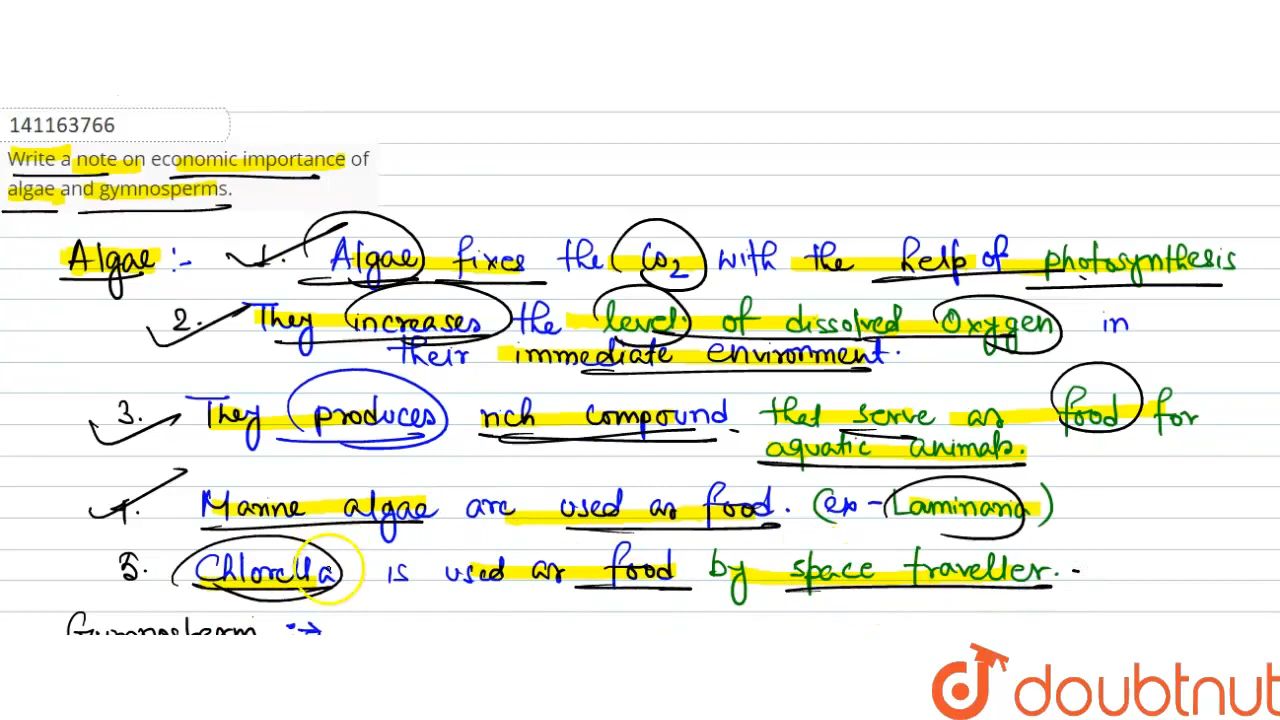 141163766
Write a note on economic importance of
algae and gymnosperms.
Algae :- 1. Algae fixes the CO2 with the help of photosynthesis
2. They increases the level of dissolved Oxygen in
their immediate environment.
3. They produces rich compound that serve as food for
aquatic animals.
4. Marine algae are used as food. (ex - Laminaria)
5. Chlorella is used as food by space traveller.
Gymnosperm :→
doubtnut